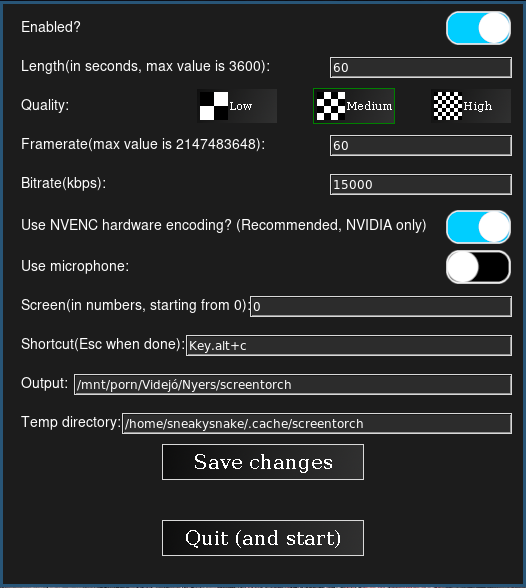 Enabled?
Length(in seconds, max value is 3600): 60
Quality: Low Medium High
Framerate(max value is 2147483648): 60
Bitrate(kbps): 15000
Use NVENC hardware encoding? (Recommended, NVIDIA only)
Use microphone:
Screen(in numbers, starting from 0): 0
Shortcut(Esc when done): Key.alt+c
Output: /mnt/porn/Videjó/Nyers/screentorch
Temp directory: /home/sneakysnake/.cache/screentorch
Save changes
Quit (and start)